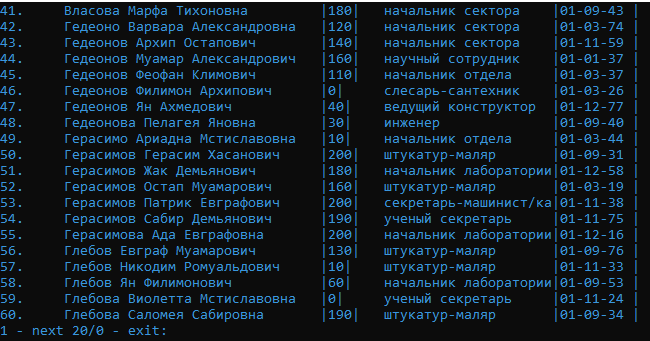 41.     Власова Марфа Тихоновна         |180|   начальник сектора    |01-09-43 |
42.     Гедеоно Варвара Александровна   |120|   начальник сектора    |01-03-74 |
43.     Гедеонов Архип Остапович        |140|   начальник сектора    |01-11-59 |
44.     Гедеонов Муамар Александрович   |160|   научный сотрудник    |01-01-37 |
45.     Гедеонов Феофан Климович        |110|   начальник отдела     |01-03-37 |
46.     Гедеонов Филимон Архипович      |0|     слесарь-сантехник    |01-03-26 |
47.     Гедеонов Ян Ахмедович           |40|    ведущий конструктор  |01-12-77 |
48.     Гедеонова Пелагея Яновна        |30|    инженер              |01-09-40 |
49.     Герасимо Ариадна Мстиславовна   |10|    начальник отдела     |01-03-44 |
50.     Герасимов Герасим Хасанович     |200|   штукатур-маляр       |01-09-31 |
51.     Герасимов Жак Демьянович        |180|   начальник лаборатории|01-12-58 |
52.     Герасимов Остап Муамарович      |160|   штукатур-маляр       |01-03-19 |
53.     Герасимов Патрик Евграфович     |200|   секретарь-машинист/ка|01-11-38 |
54.     Герасимов Сабир Демьянович      |190|   ученый секретарь     |01-11-75 |
55.     Герасимова Ада Евграфовна       |200|   начальник лаборатории|01-12-16 |
56.     Глебов Евграф Муамарович        |130|   штукатур-маляр       |01-09-76 |
57.     Глебов Никодим Ромуальдович     |10|    штукатур-маляр       |01-11-33 |
58.     Глебов Ян Филимонович           |60|    начальник лаборатории|01-09-53 |
59.     Глебова Виолетта Мстиславовна   |0|     ученый секретарь     |01-11-24 |
60.     Глебова Саломея Сабировна       |190|   штукатур-маляр       |01-09-34 |
1 - next 20/0 - exit: